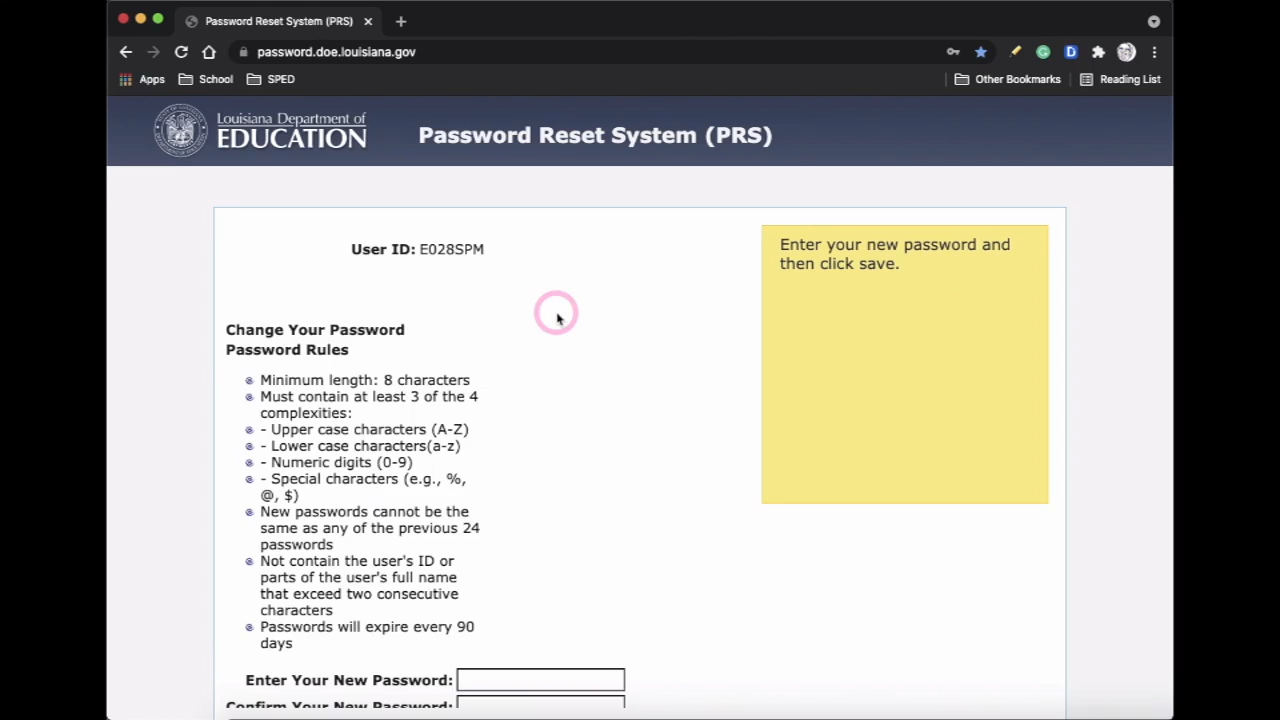 Password Reset System (PRS)
password.doe.louisiana.gov
Apps School SPED Other Bookmarks Reading List
Louisiana Department of
EDUCATION
Password Reset System (PRS)
User ID: E028SPM
Enter your new password and
then click save.
Change Your Password
Password Rules
Minimum length: 8 characters
Must contain at least 3 of the 4
complexities:
- Upper case characters (A-Z)
- Lower case characters(a-z)
- Numeric digits (0-9)
- Special characters (e.g., %,
@, $)
New passwords cannot be the
same as any of the previous 24
passwords
Not contain the user's ID or
parts of the user's full name
that exceed two consecutive
characters
Passwords will expire every 90
days
Enter Your New Password:
Confirm Your New Password: